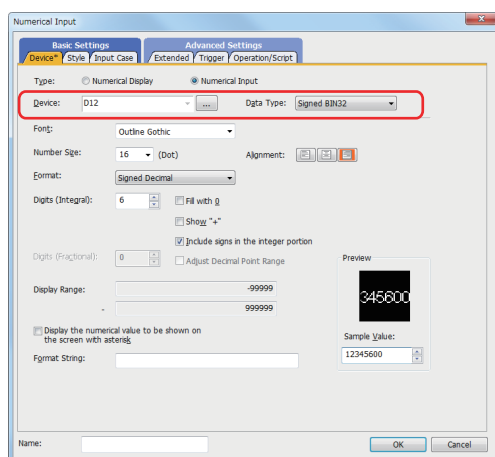 Numerical Input
Basic Settings Advanced Settings
Device* Style Input Case Extended Trigger Operation/Script
Type: Numerical Display Numerical Input
Device: D12 ... Data Type: Signed BIN32
Font: Outline Gothic
Number Size: 16 (Dot) Alignment:
Format: Signed Decimal
Digits (Integral): 6 Fill with 0
Show "+"
Include signs in the integer portion
Digits (Fractional): 0 Adjust Decimal Point Range
Preview
Display Range: -99999
345600
- 999999
Display the numerical value to be shown on
the screen with asterisk
Sample Value:
12345600
Format String:
Name: OK Cancel